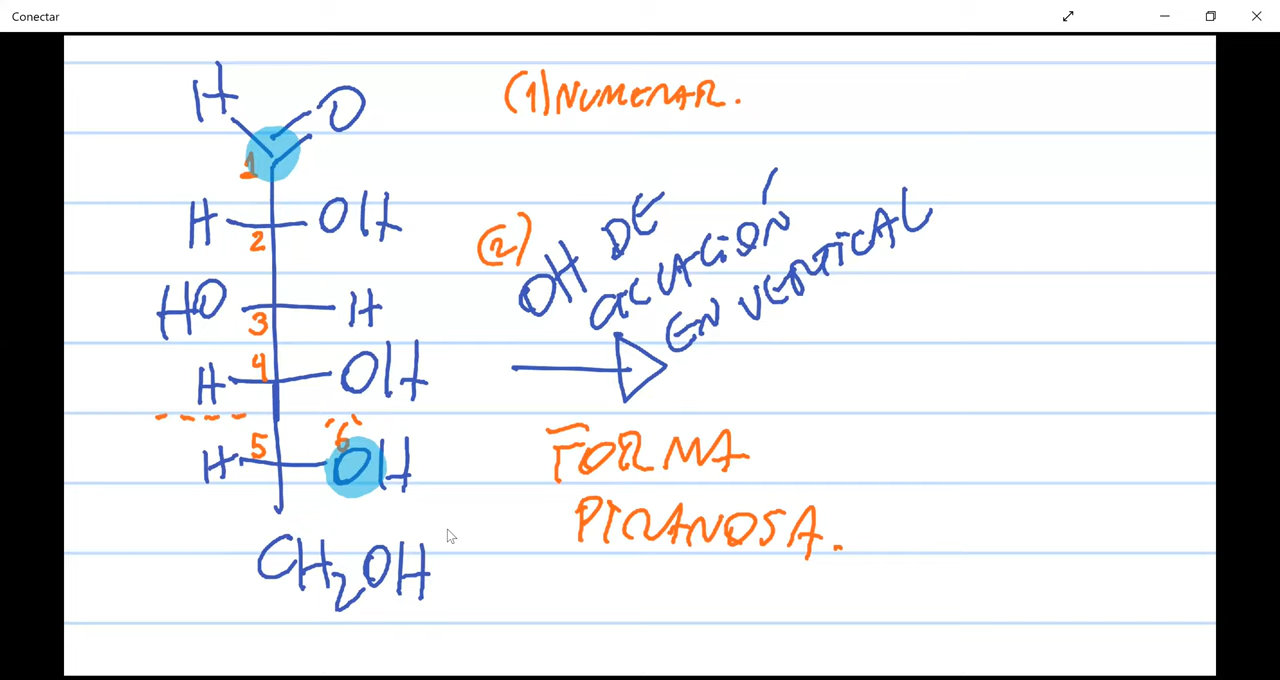 Conectar
(1) NUMERAR.
H O
1
H OH
2
HO H
3
4
H OH
5 "6"
H OH
CH2OH
(2)
OH DE
CICLACIÓN
EN VERTICAL
FORMA
PIRANOSA.